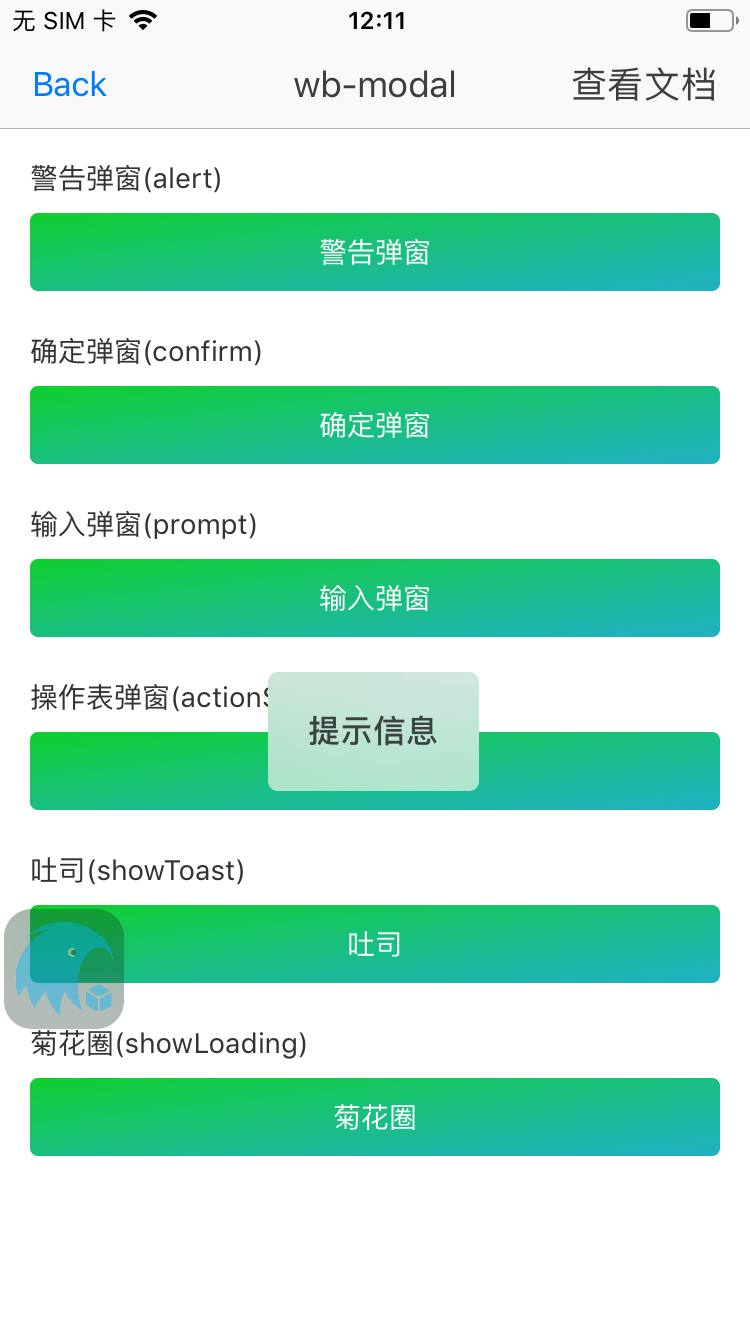 无 SIM 卡 12:11
Back wb-modal 查看文档
警告弹窗(alert)
警告弹窗
确定弹窗(confirm)
确定弹窗
输入弹窗(prompt)
输入弹窗
操作表弹窗(action
提示信息
吐司(showToast)
吐司
菊花圈(showLoading)
菊花圈